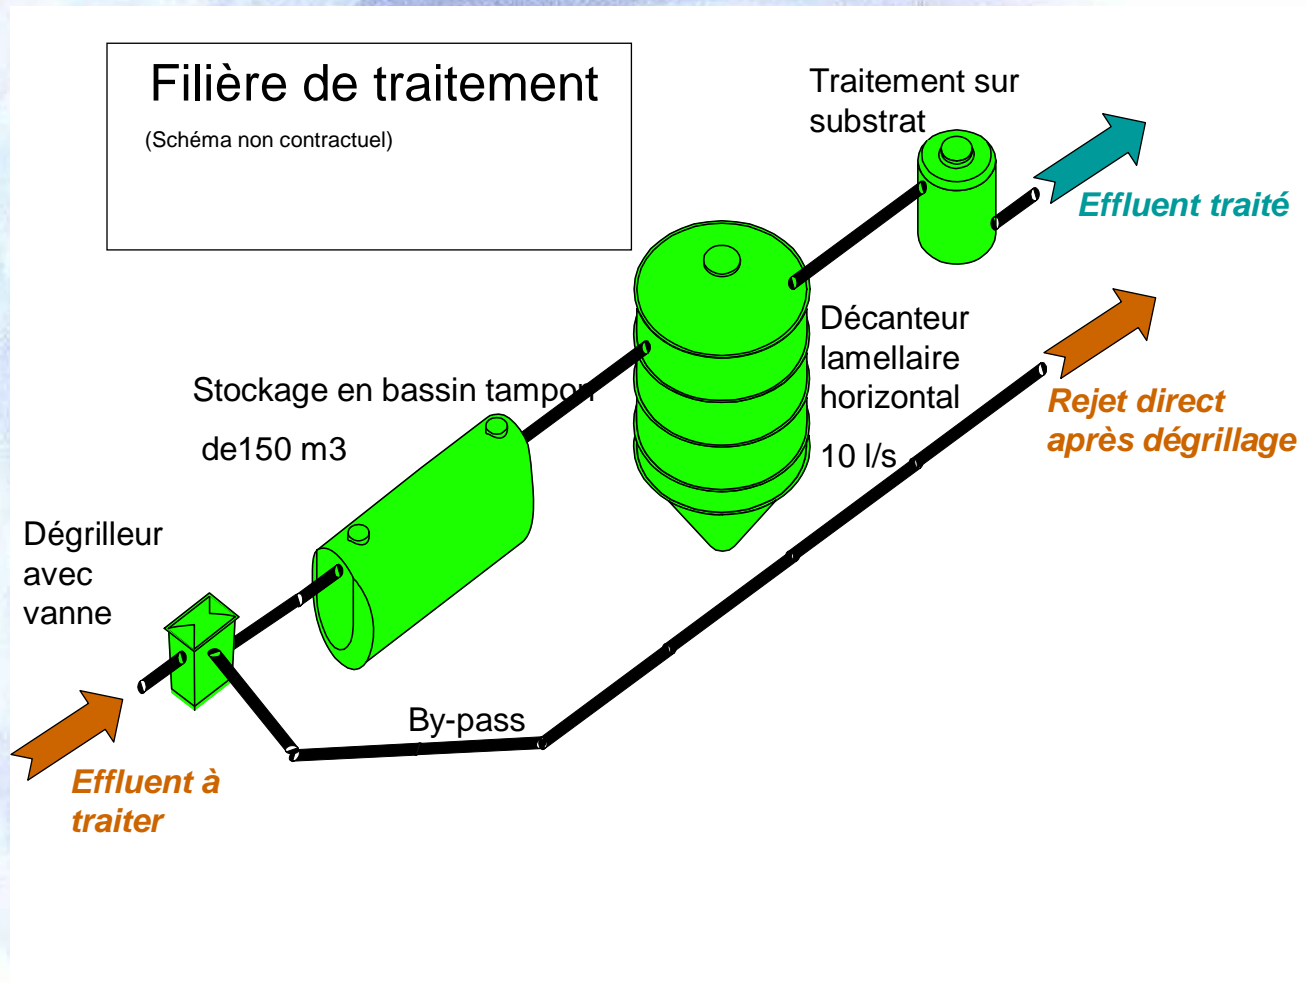 Filière de traitement
(Schéma non contractuel)
Traitement sur
substrat
Effluent traité
Décanteur
lamellaire
horizontal
10 l/s
Rejet direct
après dégrillage
Stockage en bassin tampon
de150 m3
Dégrilleur
avec
vanne
By-pass
Effluent à
traiter